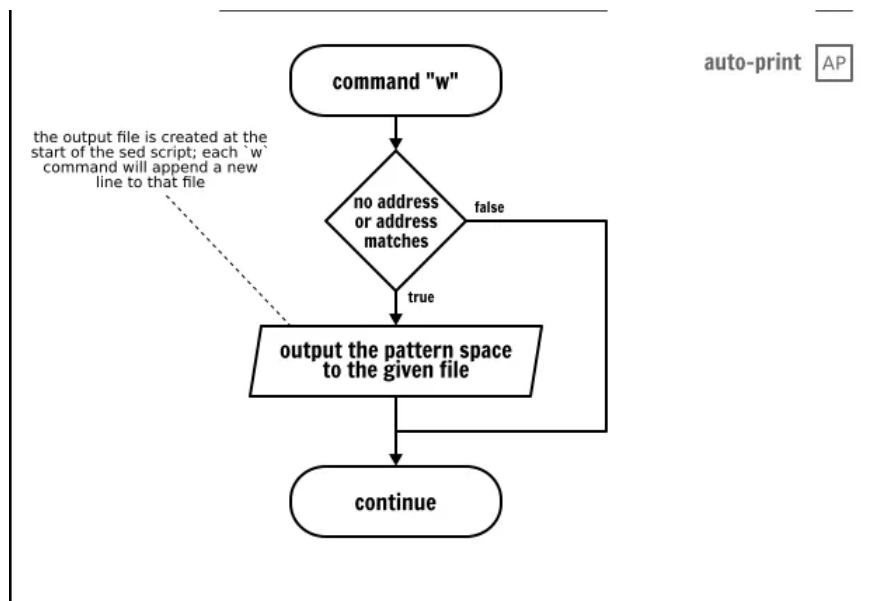 command "w"
auto-print AP
the output file is created at the
start of the sed script; each `w`
command will append a new
line to that file
no address
or address
matches
false
true
output the pattern space
to the given file
continue